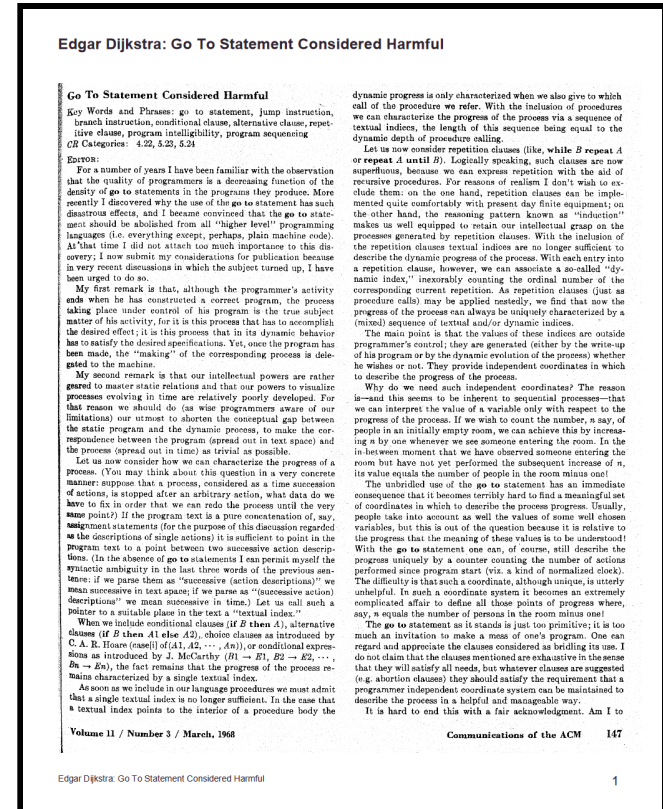 Edgar Dijkstra: Go To Statement Considered Harmful
Go To Statement Considered Harmful
Key Words and Phrases: go to statement, jump instruction,
branch instruction, conditional clause, alternative clause, repet-
itive clause, program intelligibility, program sequencing
CR Categories: 4.22, 5.23, 5.24
EDITOR:
For a number of years I have been familiar with the observation
that the quality of programmers is a decreasing function of the
density of go to statements in the programs they produce. More
recently I discovered why the use of the go to statement has such
disastrous effects, and I became convinced that the go to state-
ment should be abolished from all "higher level" programming
languages (i.e. everything except, perhaps, plain machine code).
At that time I did not attach too much importance to this dis-
covery; I now submit my considerations for publication because
in very recent discussions in which the subject turned up, I have
been urged to do so.
My first remark is that, although the programmer's activity
ends when he has constructed a correct program, the process
taking place under control of his program is the true subject
matter of his activity, for it is this process that has to accomplish
the desired effect; it is this process that in its dynamic behavior
has to satisfy the desired specifications. Yet, once the program has
been made, the "making" of the corresponding process is dele-
gated to the machine.
My second remark is that our intellectual powers are rather
geared to master static relations and that our powers to visualize
processes evolving in time are relatively poorly developed. For
that reason we should do (as wise programmers aware of our
limitations) our utmost to shorten the conceptual gap between
the static program and the dynamic process, to make the cor-
respondence between the program (spread out in text space) and
the process (spread out in time) as trivial as possible.
Let us now consider how we can characterize the progress of a
process. (You may think about this question in a very concrete
manner: suppose that a process, considered as a time succession
of actions, is stopped after an arbitrary action, what data do we
have to fix in order that we can redo the process until the very
same point?) If the program text is a pure concatenation of, say,
assignment statements (for the purpose of this discussion regarded
as the descriptions of single actions) it is sufficient to point in the
program text to a point between two successive action descrip-
tions. (In the absence of go to statements I can permit myself the
syntactic ambiguity in the last three words of the previous sen-
tence: if we parse them as "successive (action descriptions)" we
mean successive in text space; if we parse as "(successive action)
descriptions" we mean successive in time.) Let us call such a
pointer to a suitable place in the text a "textual index."
When we include conditional clauses (if B then A), alternative
clauses (if B then A1 else A2), choice clauses as introduced by
C. A. R. Hoare (case[i] of(A1, A2, ··· , An)), or conditional expres-
sions as introduced by J. McCarthy (B1 → E1, B2 → E2, ··· ,
Bn → En), the fact remains that the progress of the process re-
mains characterized by a single textual index.
As soon as we include in our language procedures we must admit
that a single textual index is no longer sufficient. In the case that
a textual index points to the interior of a procedure body the
dynamic progress is only characterized when we also give to which
call of the procedure we refer. With the inclusion of procedures
we can characterize the progress of the process via a sequence of
textual indices, the length of this sequence being equal to the
dynamic depth of procedure calling.
Let us now consider repetition clauses (like, while B repeat A
or repeat A until B). Logically speaking, such clauses are now
superfluous, because we can express repetition with the aid of
recursive procedures. For reasons of realism I don't wish to ex-
clude them: on the one hand, repetition clauses can be imple-
mented quite comfortably with present day finite equipment; on
the other hand, the reasoning pattern known as "induction"
makes us well equipped to retain our intellectual grasp on the
processes generated by repetition clauses. With the inclusion of
the repetition clauses textual indices are no longer sufficient to
describe the dynamic progress of the process. With each entry into
a repetition clause, however, we can associate a so-called "dy-
namic index," inexorably counting the ordinal number of the
corresponding current repetition. As repetition clauses (just as
procedure calls) may be applied nestedly, we find that now the
progress of the process can always be uniquely characterized by a
(mixed) sequence of textual and/or dynamic indices.
The main point is that the values of these indices are outside
programmer's control; they are generated (either by the write-up
of his program or by the dynamic evolution of the process) whether
he wishes or not. They provide independent coordinates in which
to describe the progress of the process.
Why do we need such independent coordinates? The reason
is—and this seems to be inherent to sequential processes—that
we can interpret the value of a variable only with respect to the
progress of the process. If we wish to count the number, n say, of
people in an initially empty room, we can achieve this by increas-
ing n by one whenever we see someone entering the room. In the
in-between moment that we have observed someone entering the
room but have not yet performed the subsequent increase of n,
its value equals the number of people in the room minus one!
The unbridled use of the go to statement has an immediate
consequence that it becomes terribly hard to find a meaningful set
of coordinates in which to describe the process progress. Usually,
people take into account as well the values of some well chosen
variables, but this is out of the question because it is relative to
the progress that the meaning of these values is to be understood!
With the go to statement one can, of course, still describe the
progress uniquely by a counter counting the number of actions
performed since program start (viz. a kind of normalized clock).
The difficulty is that such a coordinate, although unique, is utterly
unhelpful. In such a coordinate system it becomes an extremely
complicated affair to define all those points of progress where,
say, n equals the number of persons in the room minus one!
The go to statement as it stands is just too primitive; it is too
much an invitation to make a mess of one's program. One can
regard and appreciate the clauses considered as bridling its use. I
do not claim that the clauses mentioned are exhaustive in the sense
that they will satisfy all needs, but whatever clauses are suggested
(e.g. abortion clauses) they should satisfy the requirement that a
programmer independent coordinate system can be maintained to
describe the process in a helpful and manageable way.
It is hard to end this with a fair acknowledgment. Am I to
Volume 11 / Number 3 / March, 1968
Communications of the ACM 147
Edgar Dijkstra: Go To Statement Considered Harmful 1